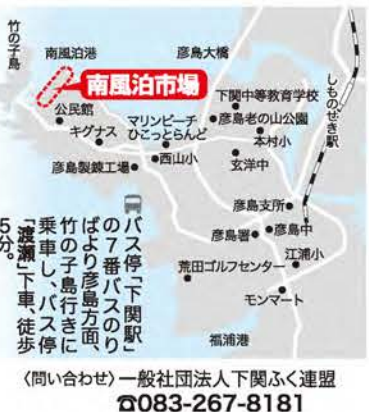 竹の子島
南風泊港
彦島大橋
南風泊市場
しものせき駅
公民館
キグナス
マリンピーチ
ひこっとらんど
下関中等教育学校
彦島老の山公園
本村小
西山小
玄洋中
彦島製錬工場
彦島支所
彦島署
彦島中
江浦小
荒田ゴルフセンター
モンマート
福浦港
バス停「下関駅」
の7番バスのり
ばより彦島方面、
竹の子島行きに
乗車し、バス停
「渡瀬」下車、徒歩
5分。
〈問い合わせ〉一般社団法人下関ふく連盟
☎083-267-8181